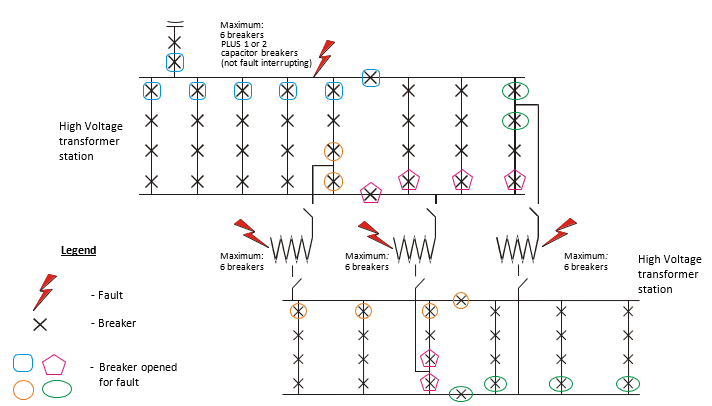 Maximum:
6 breakers
PLUS 1 or 2
capacitor breakers
(not fault interrupting)
High Voltage
transformer
station
Maximum:
6 breakers
Maximum:
6 breakers
Maximum:
6 breakers
High Voltage
transformer
station
Legend
- Fault
- Breaker
- Breaker opened
for fault